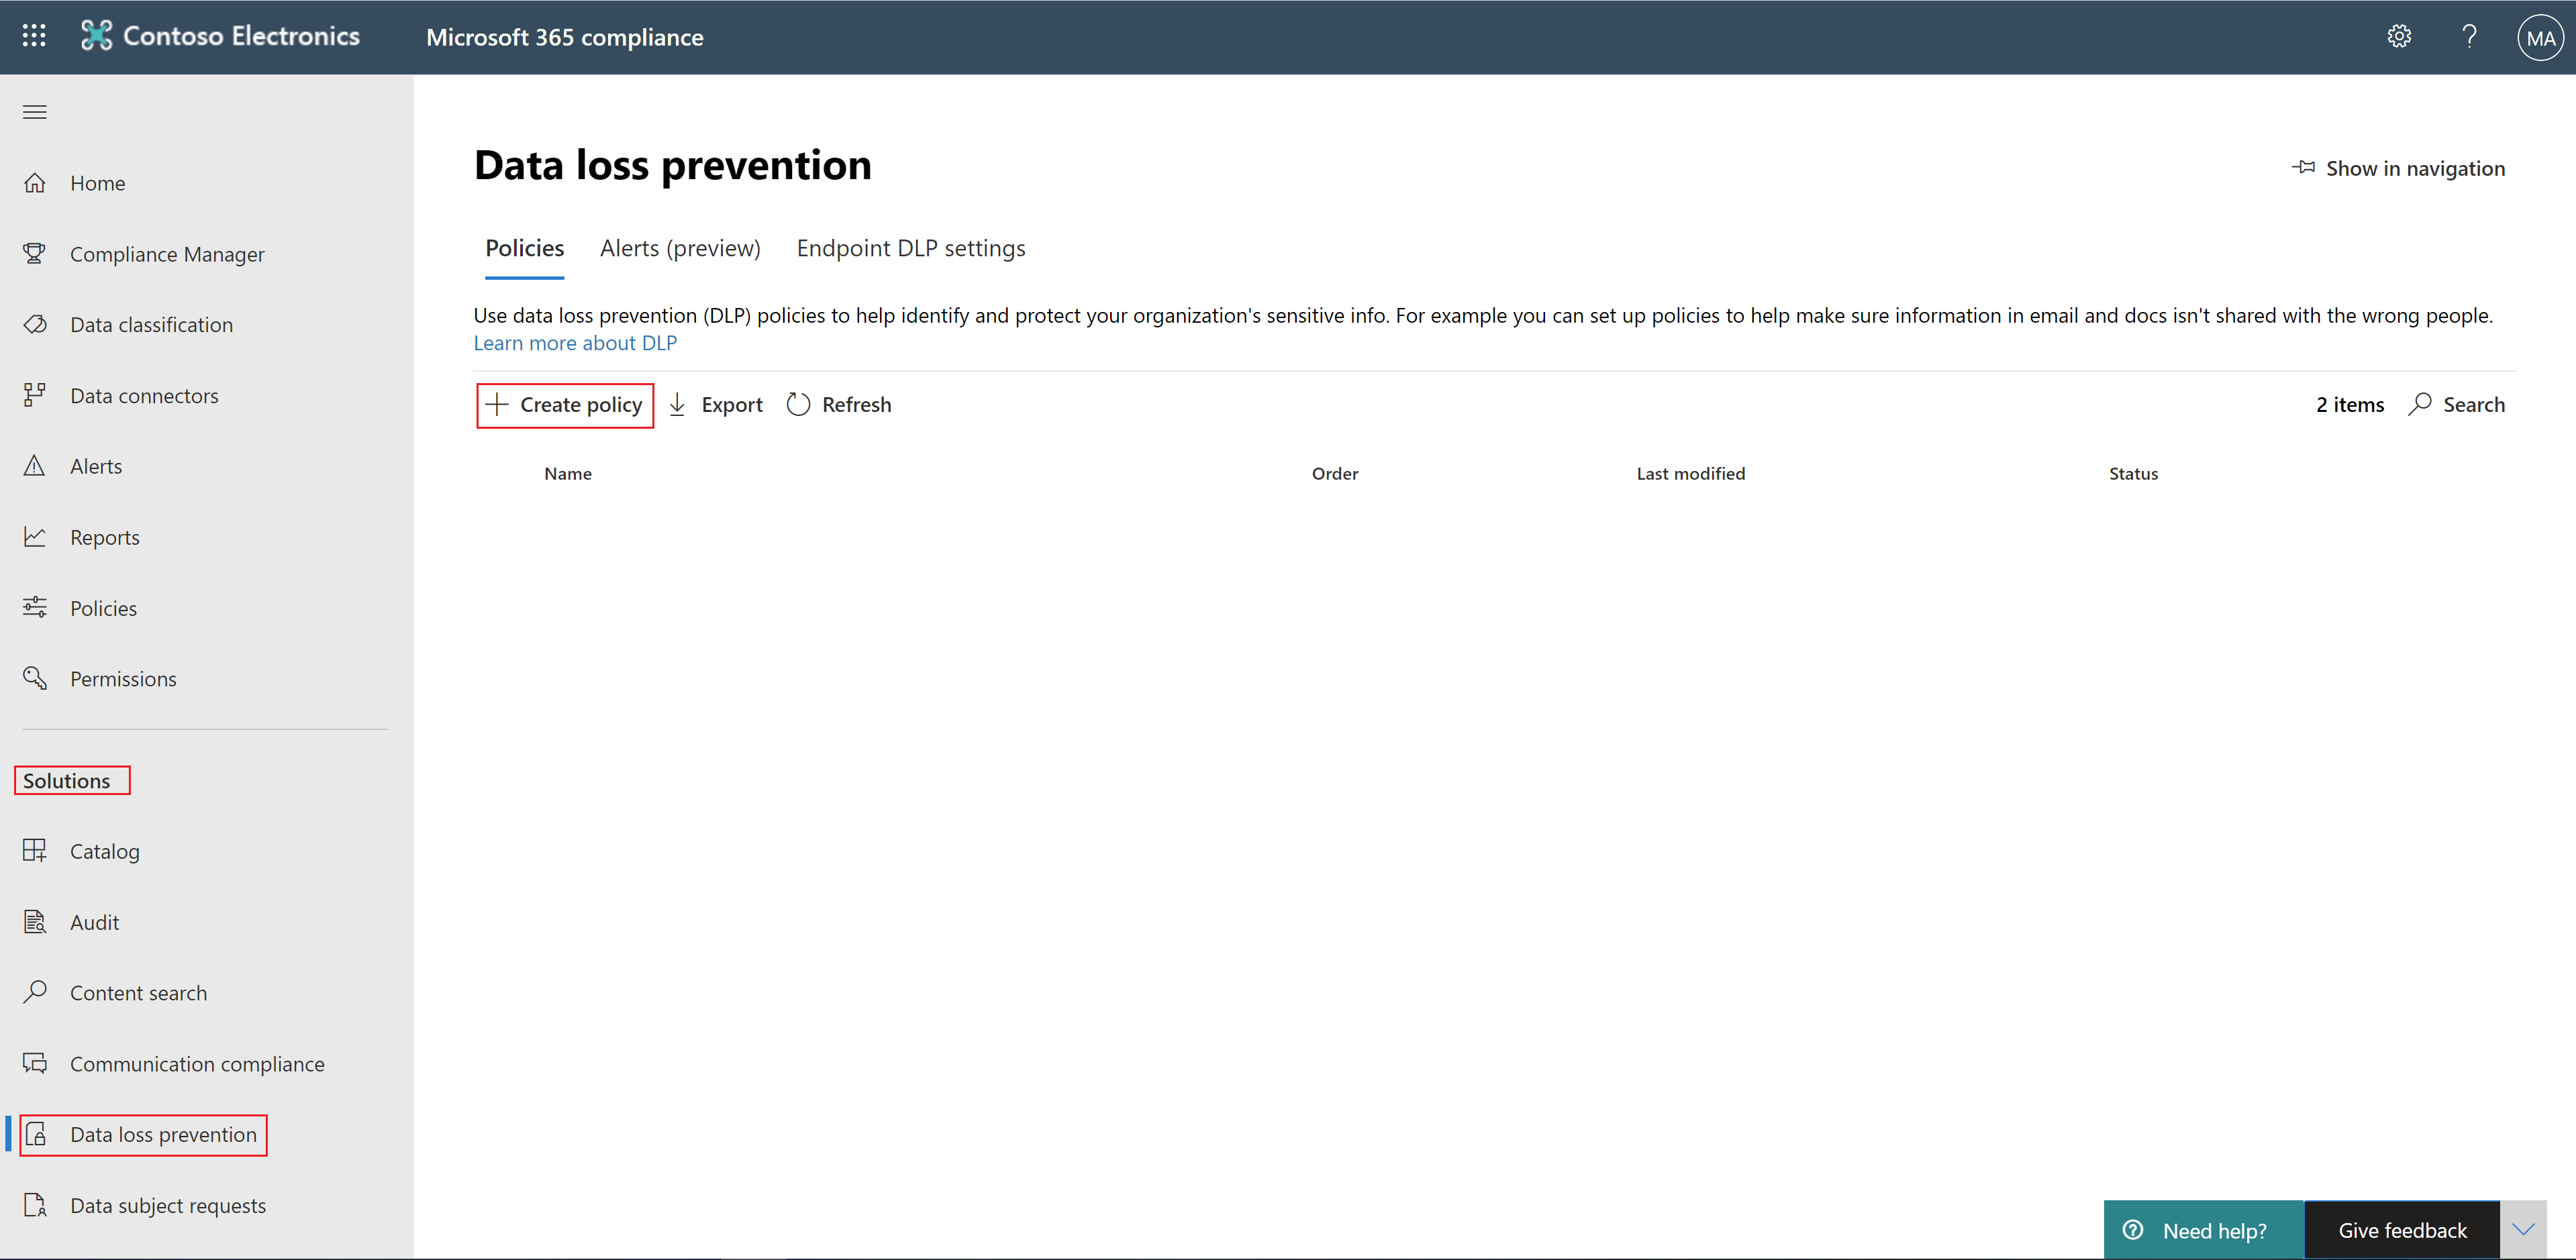 Contoso Electronics
Microsoft 365 compliance
MA
Home
Compliance Manager
Data classification
Data connectors
Alerts
Reports
Policies
Permissions
Solutions
Catalog
Audit
Content search
Communication compliance
Data loss prevention
Data subject requests
Data loss prevention
Show in navigation
Policies Alerts (preview) Endpoint DLP settings
Use data loss prevention (DLP) policies to help identify and protect your organization's sensitive info. For example you can set up policies to help make sure information in email and docs isn't shared with the wrong people.
Learn more about DLP
Create policy Export Refresh 2 items Search
Name Order Last modified Status
Need help? Give feedback